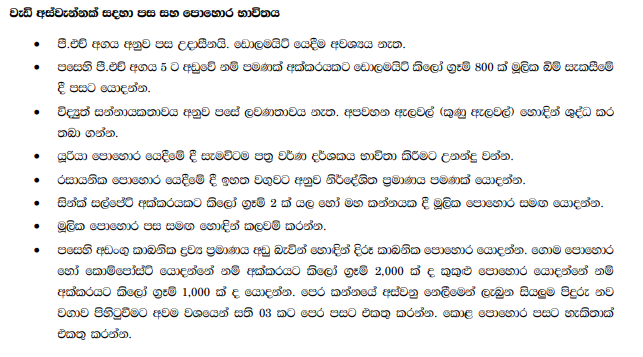 වැඩි අස්වැන්නක් සඳහා පස සහ පොහොර භාවිතය
• පී.එච් අගය අනුව පස උදාසීනයි. ඩොලමයිට් යෙදීම අවශ්‍යය නැත.
• පසෙහි පී.එච් අගය 5 ට අඩුවේ නම් පමණක් අක්කරයකට ඩොලමයිට් කිලෝ ග්‍රෑම් 800 ක් මූලික බිම් සැකසීමේ
දී පසට යොදන්න.
• විද්‍යුත් සන්නායකතාවය අනුව පසේ ලවණතාවය නැත. අපවහන ඇලවල් (කුණු ඇලවල්) හොඳින් ශුද්ධ කර
තබා ගන්න.
• යූරියා පොහොර යෙදීමේ දී සැමවිටම පත්‍ර වර්ණ දර්ශකය භාවිතා කිරීමට උනන්දු වන්න.
• රසායනික පොහොර යෙදීමේ දී ඉහත වගුවට අනුව නිර්දේශිත ප්‍රමාණය පමණක් යොදන්න.
• සින්ක් සල්පේට් අක්කරයකට කිලෝ ග්‍රෑම් 2 ක් යල හෝ මහ කන්නයක දී මූලික පොහොර සමඟ යොදන්න.
• මූලික පොහොර පස සමඟ හොඳින් කලවම් කරන්න.
• පසෙහි අඩංගු කාබනික ද්‍රව්‍ය ප්‍රමාණය අඩු බැවින් හොඳින් දිරූ කාබනික පොහොර යොදන්න. ගොම පොහොර
හෝ කොම්පෝස්ට් යොදන්නේ නම් අක්කරයට කිලෝ ග්‍රෑම් 2,000 ක් ද කුකුළු පොහොර යොදන්නේ නම්
අක්කරයට කිලෝ ග්‍රෑම් 1,000 ක් ද යොදන්න. පෙර කන්නයේ අස්වනු නෙලීමෙන් ලැබුන සියලුම පිදුරු නව
වගාව පිහිටුවීමට අවම වශයෙන් සති 03 කට පෙර පසට එකතු කරන්න. කොළ පොහොර පසට හැකිතාක්
එකතු කරන්න.